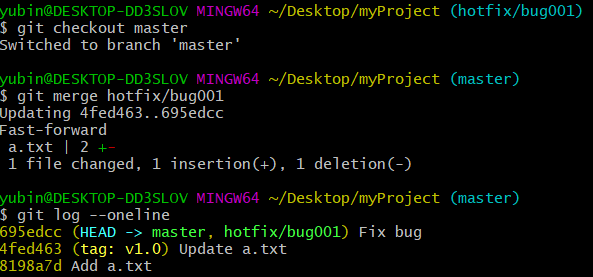 yubin@DESKTOP-DD3SLOV MINGW64 ~/Desktop/myProject (hotfix/bug001)
$ git checkout master
Switched to branch 'master'
yubin@DESKTOP-DD3SLOV MINGW64 ~/Desktop/myProject (master)
$ git merge hotfix/bug001
Updating 4fed463..695edcc
Fast-forward
 a.txt | 2 +-
 1 file changed, 1 insertion(+), 1 deletion(-)
yubin@DESKTOP-DD3SLOV MINGW64 ~/Desktop/myProject (master)
$ git log --oneline
695edcc (HEAD -> master, hotfix/bug001) Fix bug
4fed463 (tag: v1.0) Update a.txt
8198a7d Add a.txt